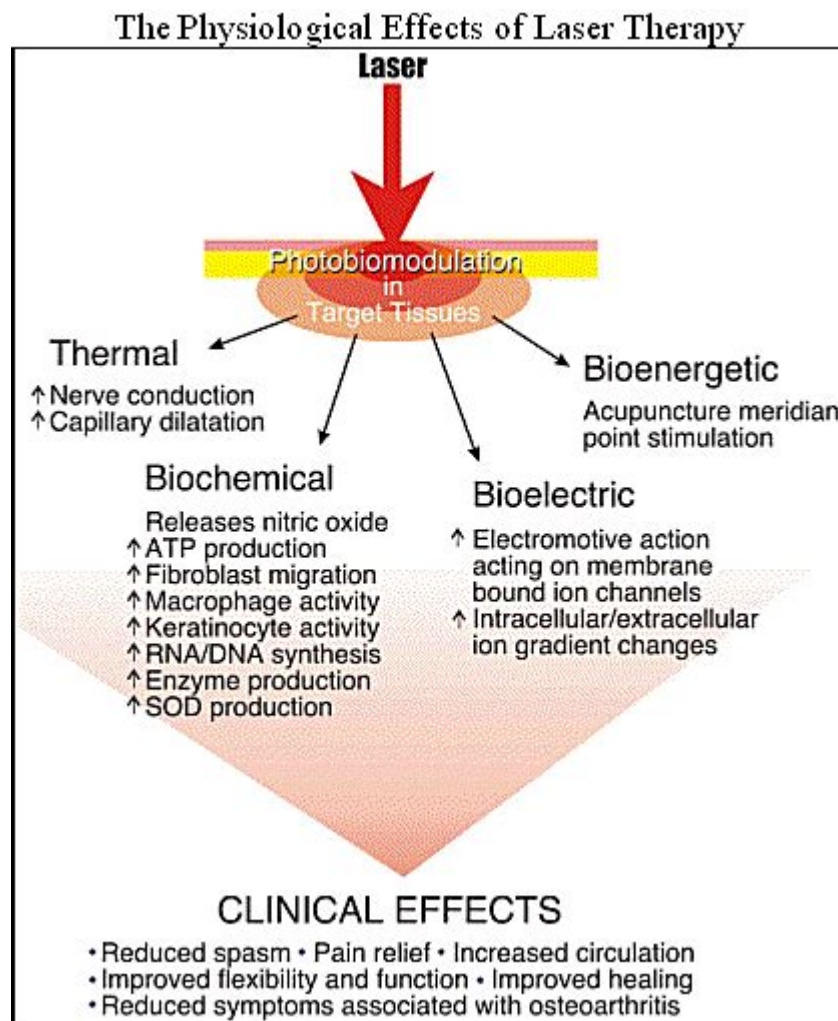 The Physiological Effects of Laser Therapy
Laser
Photobiomodulation
in
Target Tissues
Thermal
↑ Nerve conduction
↑ Capillary dilatation
Bioenergetic
Acupuncture meridian
point stimulation
Biochemical
Releases nitric oxide
↑ ATP production
↑ Fibroblast migration
↑ Macrophage activity
↑ Keratinocyte activity
↑ RNA/DNA synthesis
↑ Enzyme production
↑ SOD production
Bioelectric
↑ Electromotive action
acting on membrane
bound ion channels
↑ Intracellular/extracellular
ion gradient changes
CLINICAL EFFECTS
• Reduced spasm • Pain relief • Increased circulation
• Improved flexibility and function • Improved healing
• Reduced symptoms associated with osteoarthritis